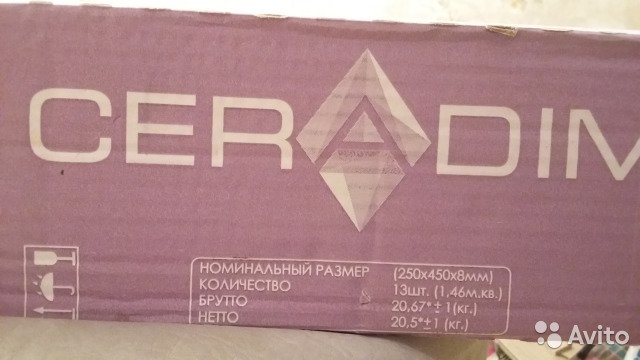 CERADIM
НОМИНАЛЬНЫЙ РАЗМЕР (250х450х8мм)
КОЛИЧЕСТВО 13шт. (1,46м.кв.)
БРУТТО 20,67*±1(кг.)
НЕТТО 20,5*±1 (кг.)
Avito